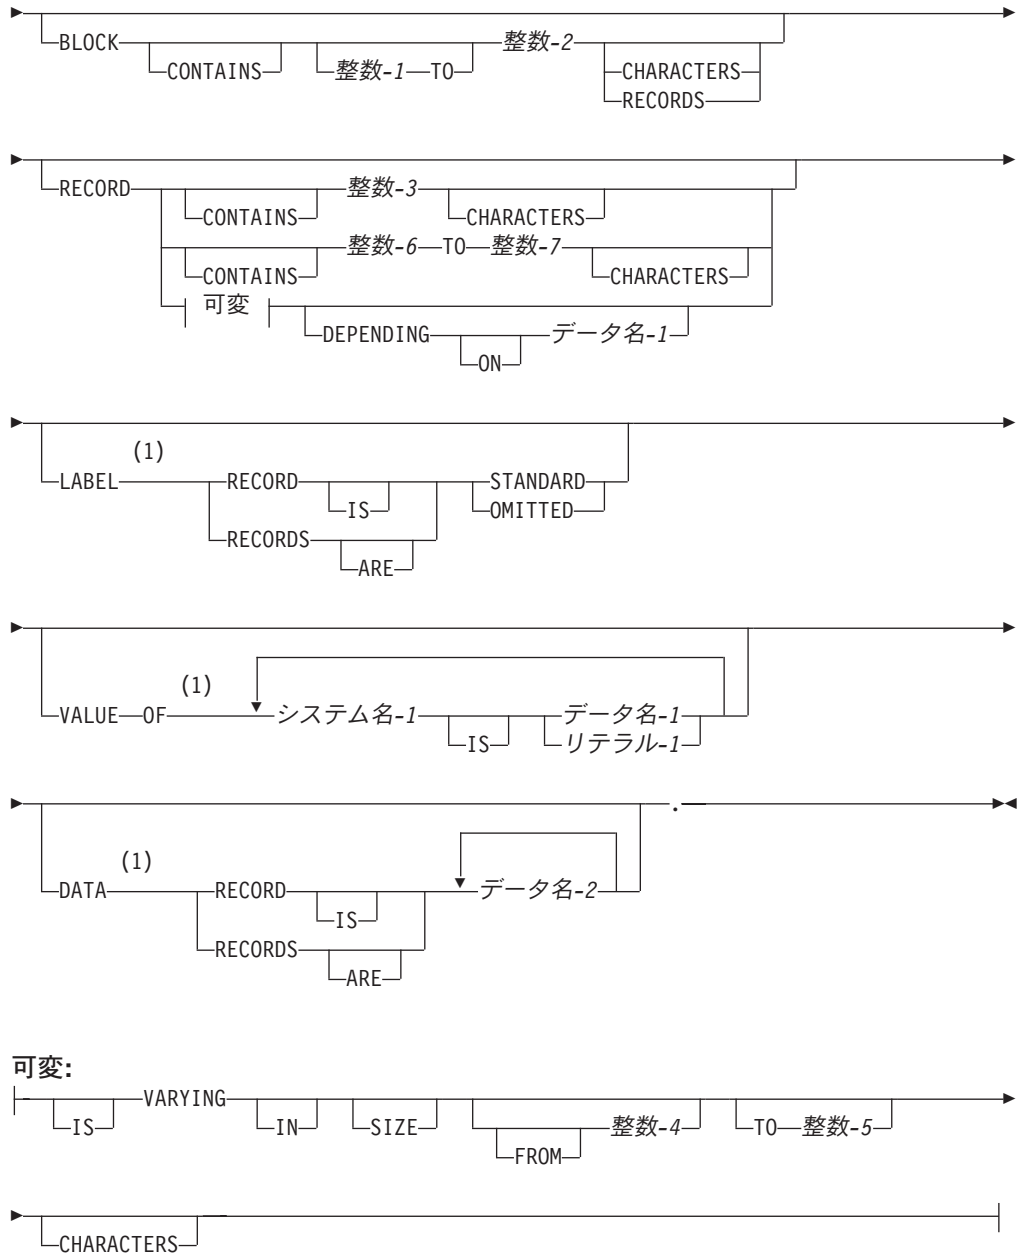 BLOCK CONTAINS 整数-1 TO 整数-2 CHARACTERS
RECORDS
RECORD CONTAINS 整数-3 CHARACTERS
CONTAINS 整数-6 TO 整数-7 CHARACTERS
可変 DEPENDING ON データ名-1
(1)
LABEL RECORD IS STANDARD
OMITTED
RECORDS ARE
(1)
VALUE OF システム名-1 IS データ名-1
リテラル-1
.
(1)
DATA RECORD IS データ名-2
RECORDS ARE
可変:
IS VARYING IN SIZE FROM 整数-4 TO 整数-5
CHARACTERS